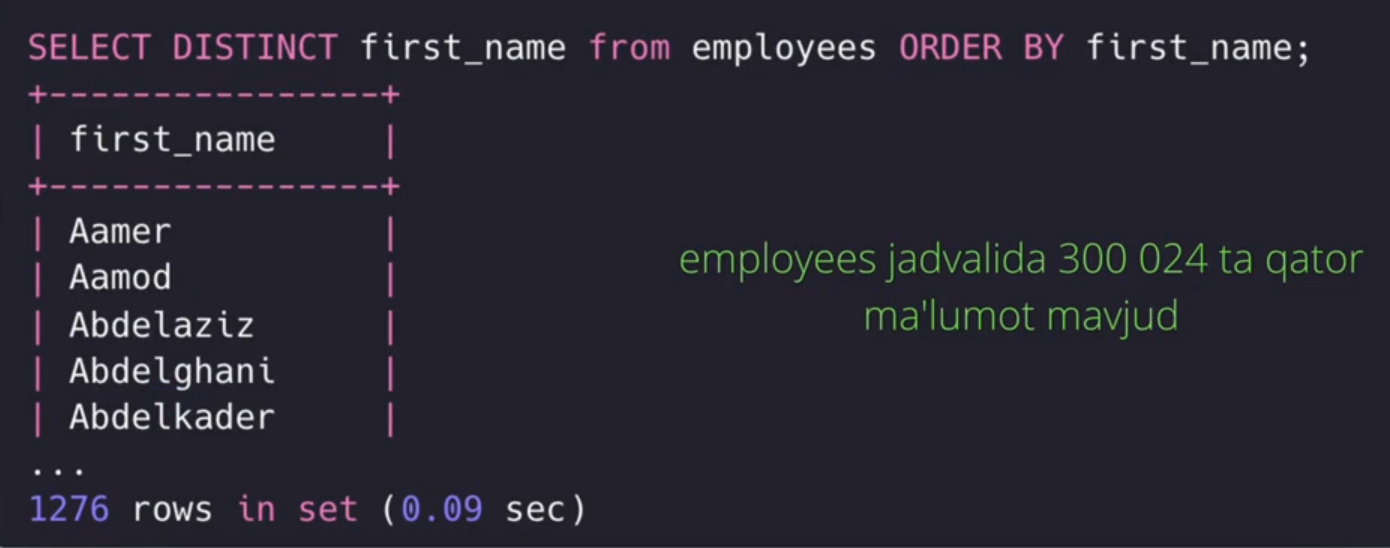 SELECT DISTINCT first_name from employees ORDER BY first_name;
+----------------+
| first_name     |
+----------------+
| Aamer          |
| Aamod          |
| Abdelaziz      |
| Abdelghani     |
| Abdelkader     |
...
1276 rows in set (0.09 sec)
employees jadvalida 300 024 ta qator
ma'lumot mavjud